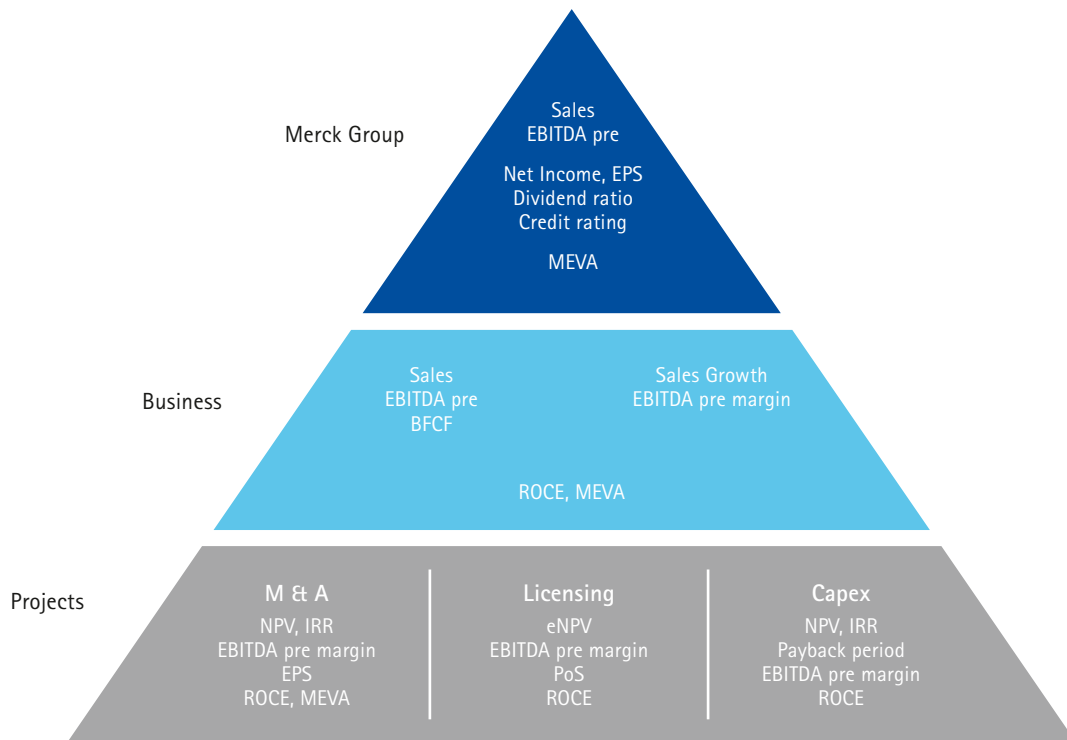 Merck Group
Sales
EBITDA pre
Net Income, EPS
Dividend ratio
Credit rating
MEVA
Business
Sales
EBITDA pre
BFCF
Sales Growth
EBITDA pre margin
ROCE, MEVA
Projects
M & A
NPV, IRR
EBITDA pre margin
EPS
ROCE, MEVA
Licensing
eNPV
EBITDA pre margin
PoS
ROCE
Capex
NPV, IRR
Payback period
EBITDA pre margin
ROCE